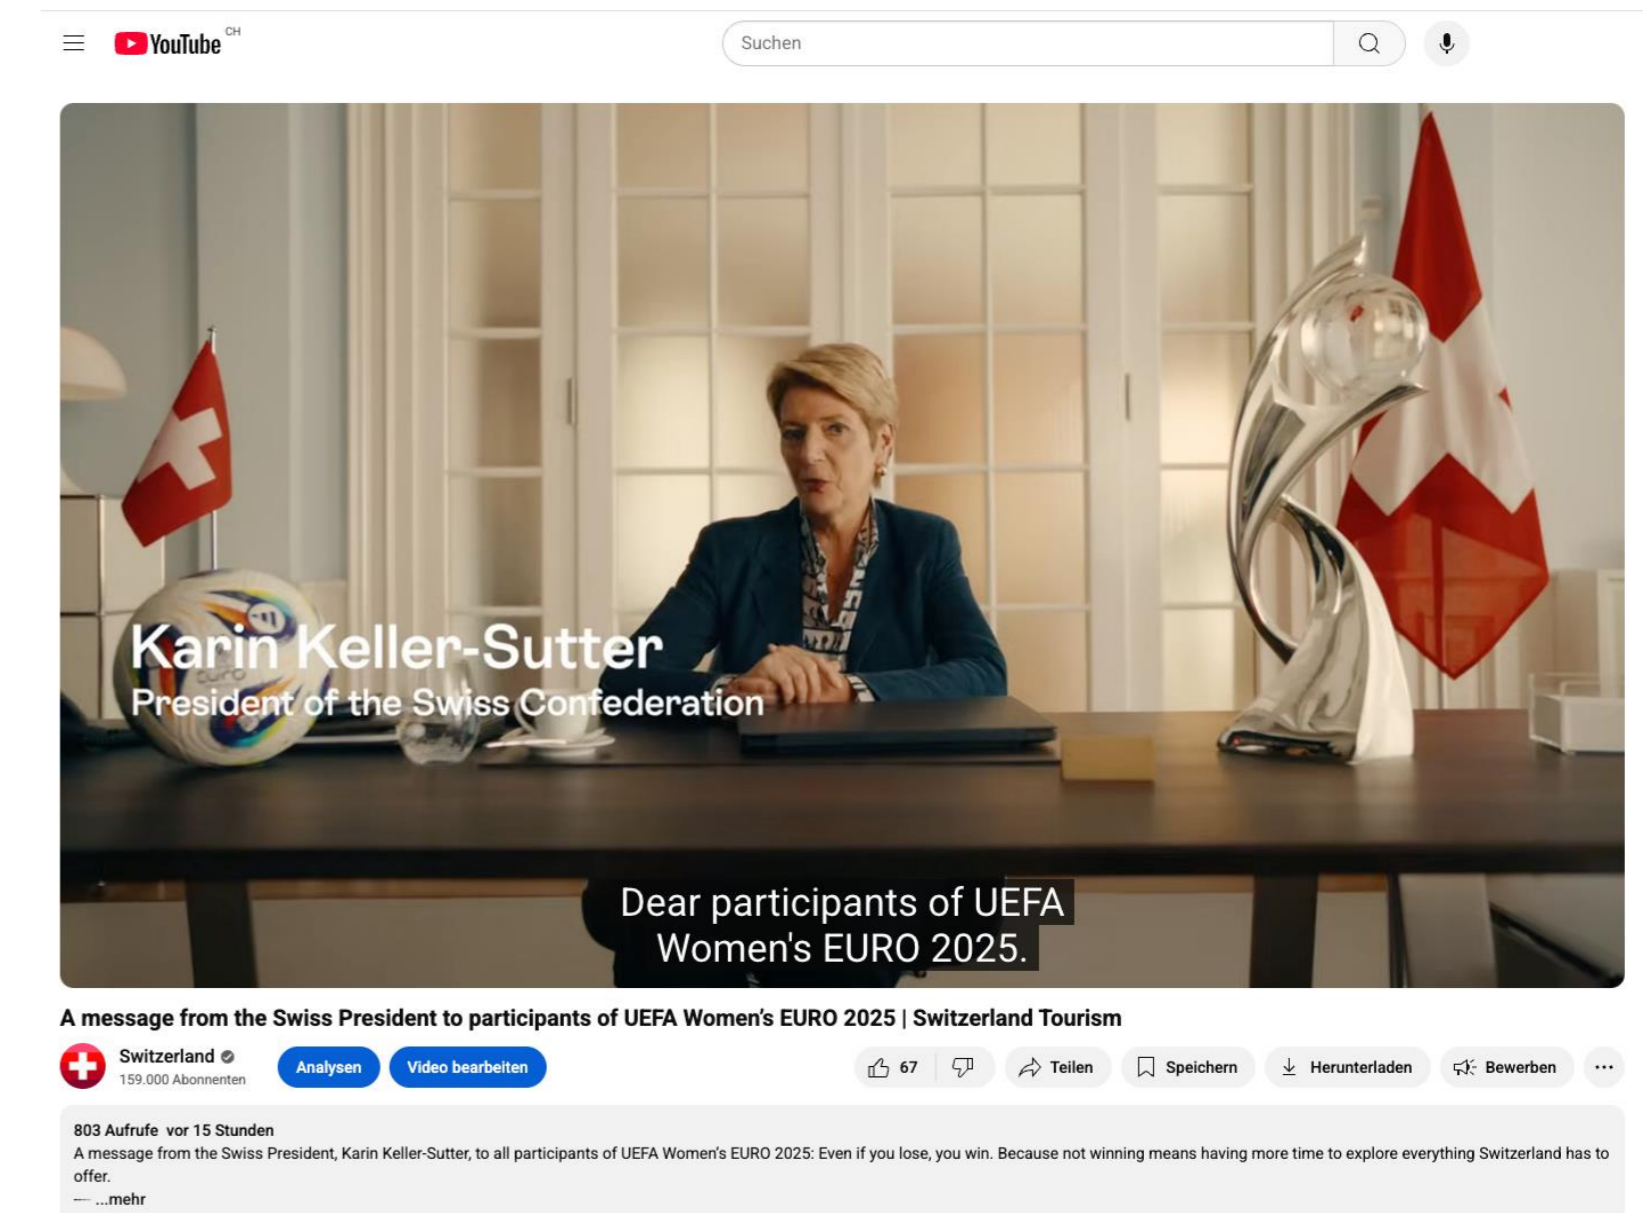 YouTube CH
Suchen
Karin Keller-Sutter
President of the Swiss Confederation
Dear participants of UEFA
Women's EURO 2025.
A message from the Swiss President to participants of UEFA Women’s EURO 2025 | Switzerland Tourism
Switzerland
159.000 Abonnenten
Analysen
Video bearbeiten
67
Teilen
Speichern
Herunterladen
Bewerben
803 Aufrufe vor 15 Stunden
A message from the Swiss President, Karin Keller-Sutter, to all participants of UEFA Women’s EURO 2025: Even if you lose, you win. Because not winning means having more time to explore everything Switzerland has to
offer.
— ...mehr